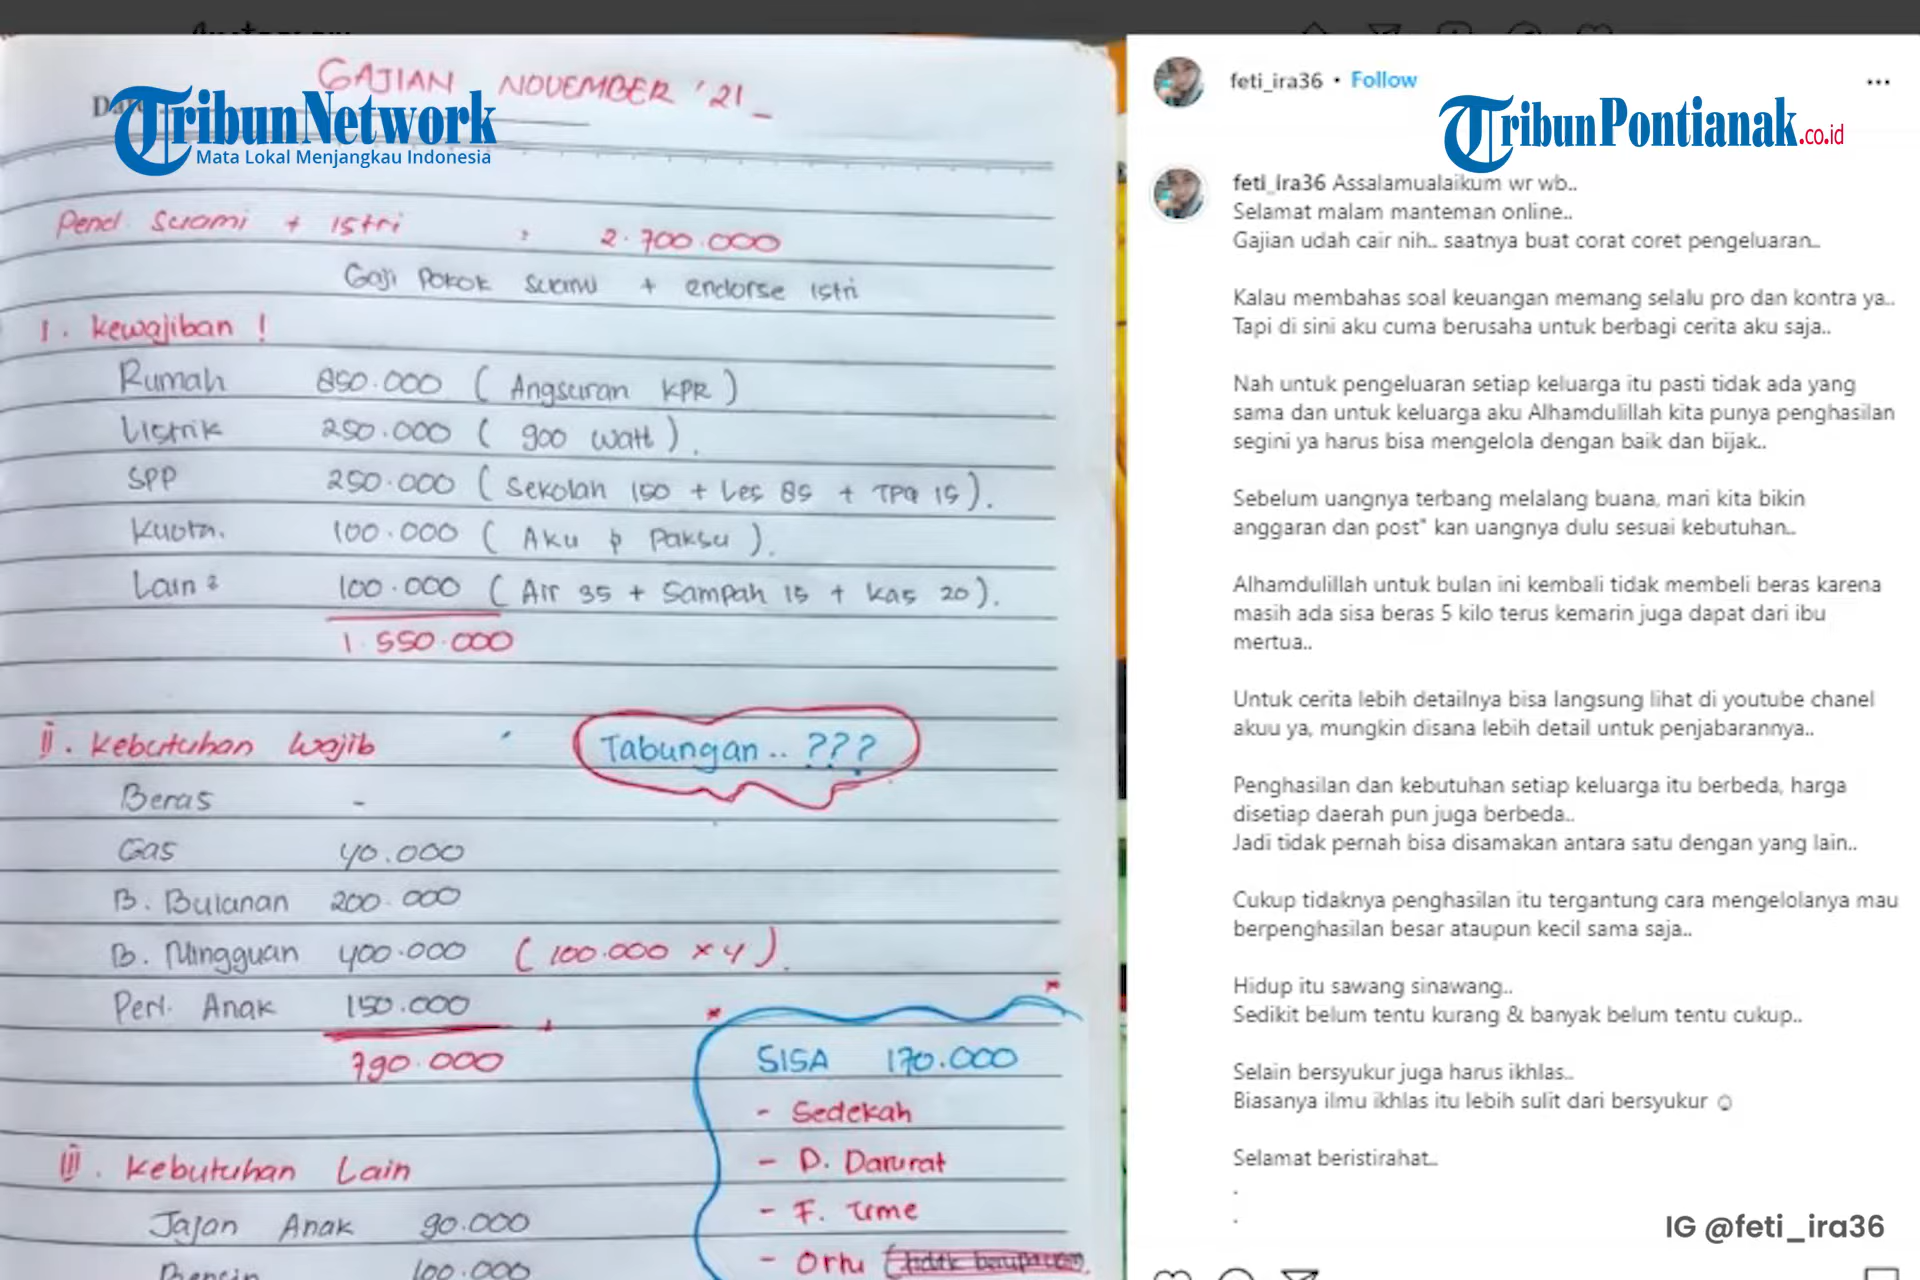 GAJIAN NOVEMBER '21_
TribunNetwork
Mata Lokal Menjangkau Indonesia
Pend. Suami + Istri : 2.700.000
Gaji Pokok Suami + endorse Istri
I. Kewajiban !
Rumah 850.000 ( Angsuran KPR )
Listrik 250.000 ( 900 watt ).
SPP 250.000 ( Sekolah 150 + Les 85 + TPQ 15 ).
Kuota. 100.000 ( Aku & Paksu ).
Lain² 100.000 ( Air 35 + Sampah 15 + Kas 20 ).
1.550.000
II. Kebutuhan Wajib
Tabungan.. ???
Beras -
Gas 40.000
B. Bulanan 200.000
B. Mingguan 400.000 ( 100.000 x 4 ).
Perl. Anak 150.000 +
790.000
SISA 170.000
- Sedekah
- D. Darurat
- F. Time
- Ortu
III. Kebutuhan Lain
Jajan Anak 90.000
Bensin 100.000
feti_ira36 • Follow
...
TribunPontianak.co.id
feti_ira36 Assalamualaikum wr wb..
Selamat malam manteman online..
Gajian udah cair nih.. saatnya buat corat coret pengeluaran..
Kalau membahas soal keuangan memang selalu pro dan kontra ya..
Tapi di sini aku cuma berusaha untuk berbagi cerita aku saja..
Nah untuk pengeluaran setiap keluarga itu pasti tidak ada yang
sama dan untuk keluarga aku Alhamdulillah kita punya penghasilan
segini ya harus bisa mengelola dengan baik dan bijak..
Sebelum uangnya terbang melalang buana, mari kita bikin
anggaran dan post" kan uangnya dulu sesuai kebutuhan..
Alhamdulillah untuk bulan ini kembali tidak membeli beras karena
masih ada sisa beras 5 kilo terus kemarin juga dapat dari ibu
mertua..
Untuk cerita lebih detailnya bisa langsung lihat di youtube chanel
akuu ya, mungkin disana lebih detail untuk penjabarannya..
Penghasilan dan kebutuhan setiap keluarga itu berbeda, harga
disetiap daerah pun juga berbeda..
Jadi tidak pernah bisa disamakan antara satu dengan yang lain..
Cukup tidaknya penghasilan itu tergantung cara mengelolanya mau
berpenghasilan besar ataupun kecil sama saja..
Hidup itu sawang sinawang..
Sedikit belum tentu kurang & banyak belum tentu cukup..
Selain bersyukur juga harus ikhlas..
Biasanya ilmu ikhlas itu lebih sulit dari bersyukur ☺
Selamat beristirahat..
.
.
IG @feti_ira36